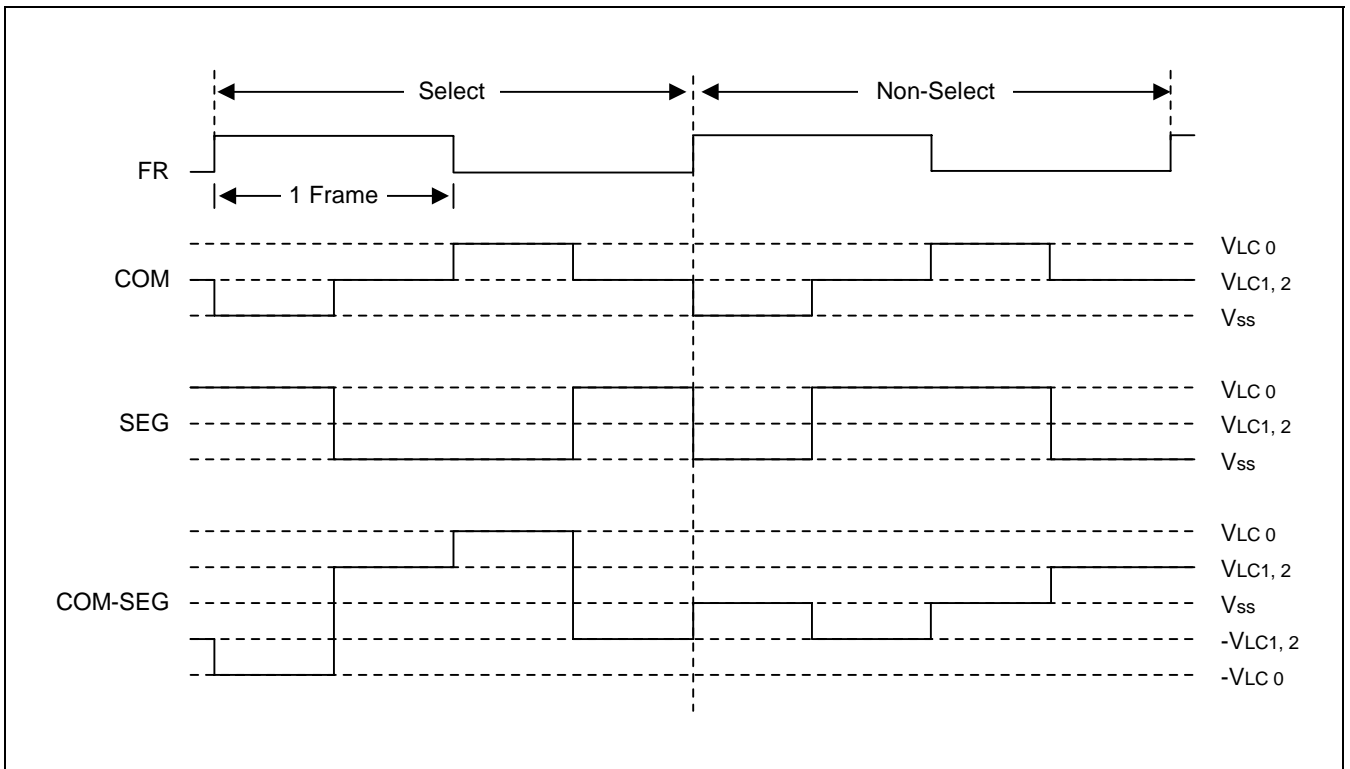 Select
Non-Select
FR
1 Frame
COM
VLC 0
VLC1, 2
Vss
SEG
VLC 0
VLC1, 2
Vss
COM-SEG
VLC 0
VLC1, 2
Vss
-VLC1, 2
-VLC 0